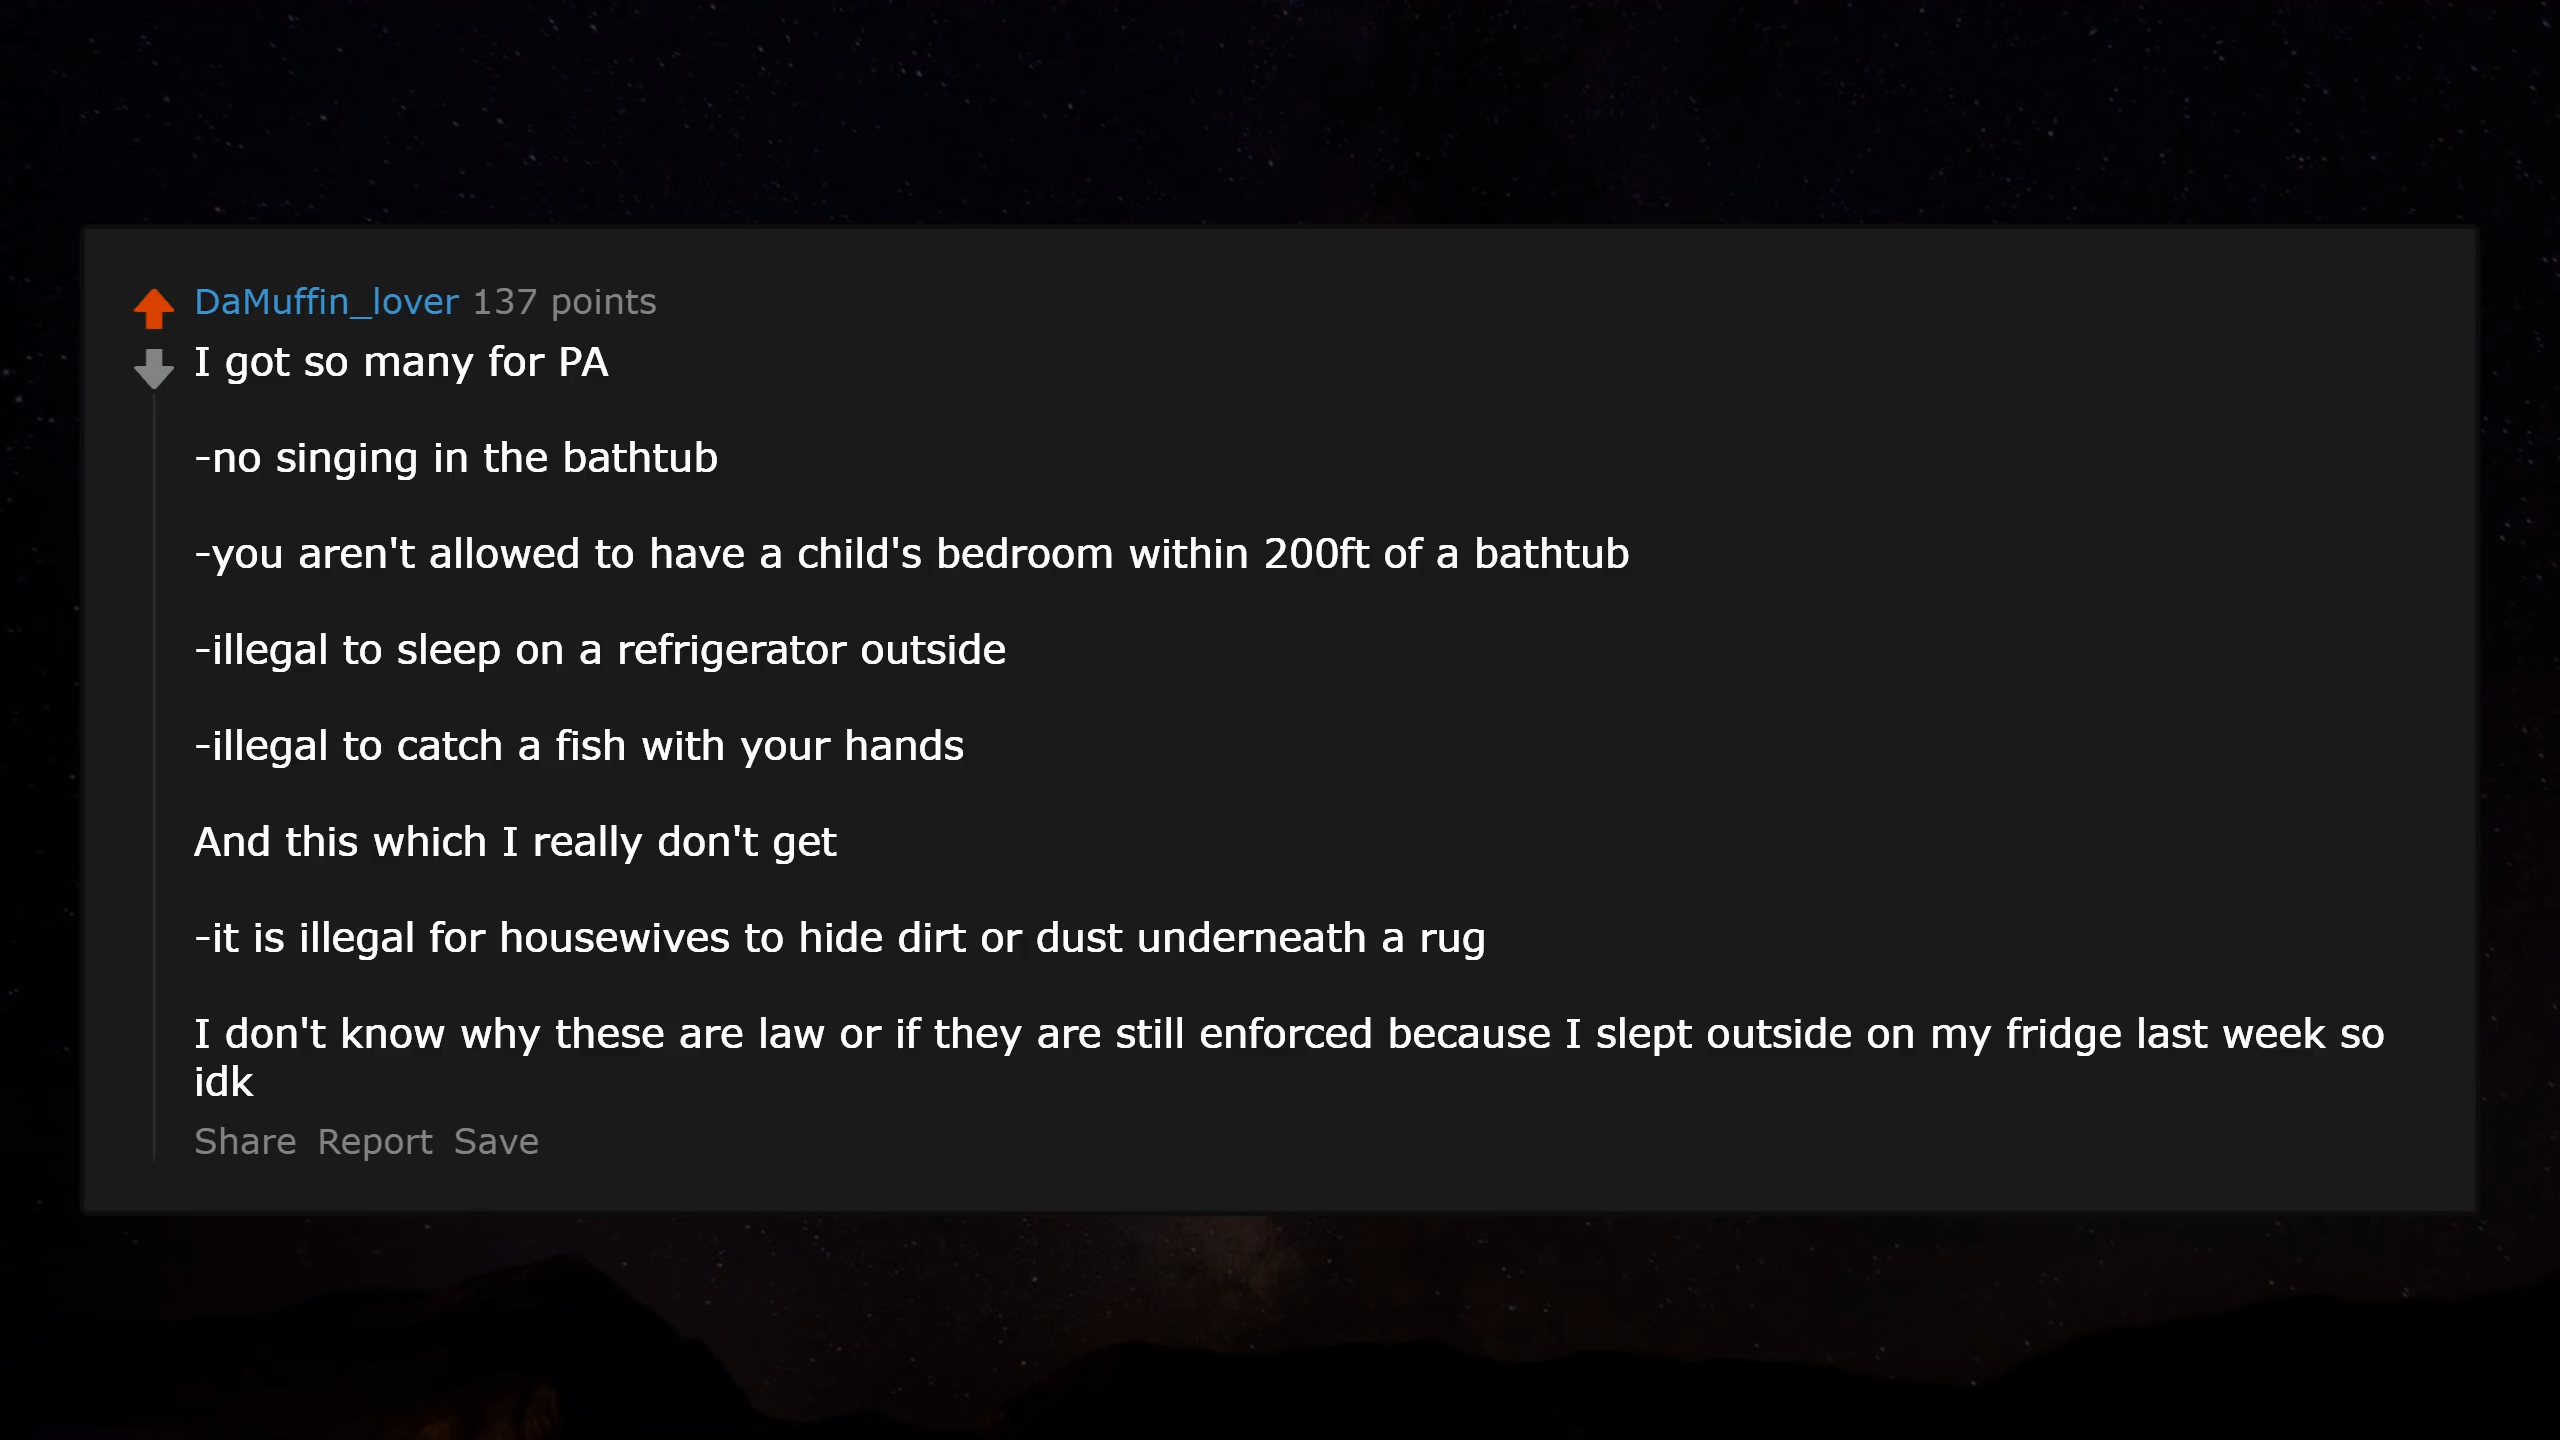 DaMuffin_lover 137 points
I got so many for PA
-no singing in the bathtub
-you aren't allowed to have a child's bedroom within 200ft of a bathtub
-illegal to sleep on a refrigerator outside
-illegal to catch a fish with your hands
And this which I really don't get
-it is illegal for housewives to hide dirt or dust underneath a rug
I don't know why these are law or if they are still enforced because I slept outside on my fridge last week so
idk
Share Report Save